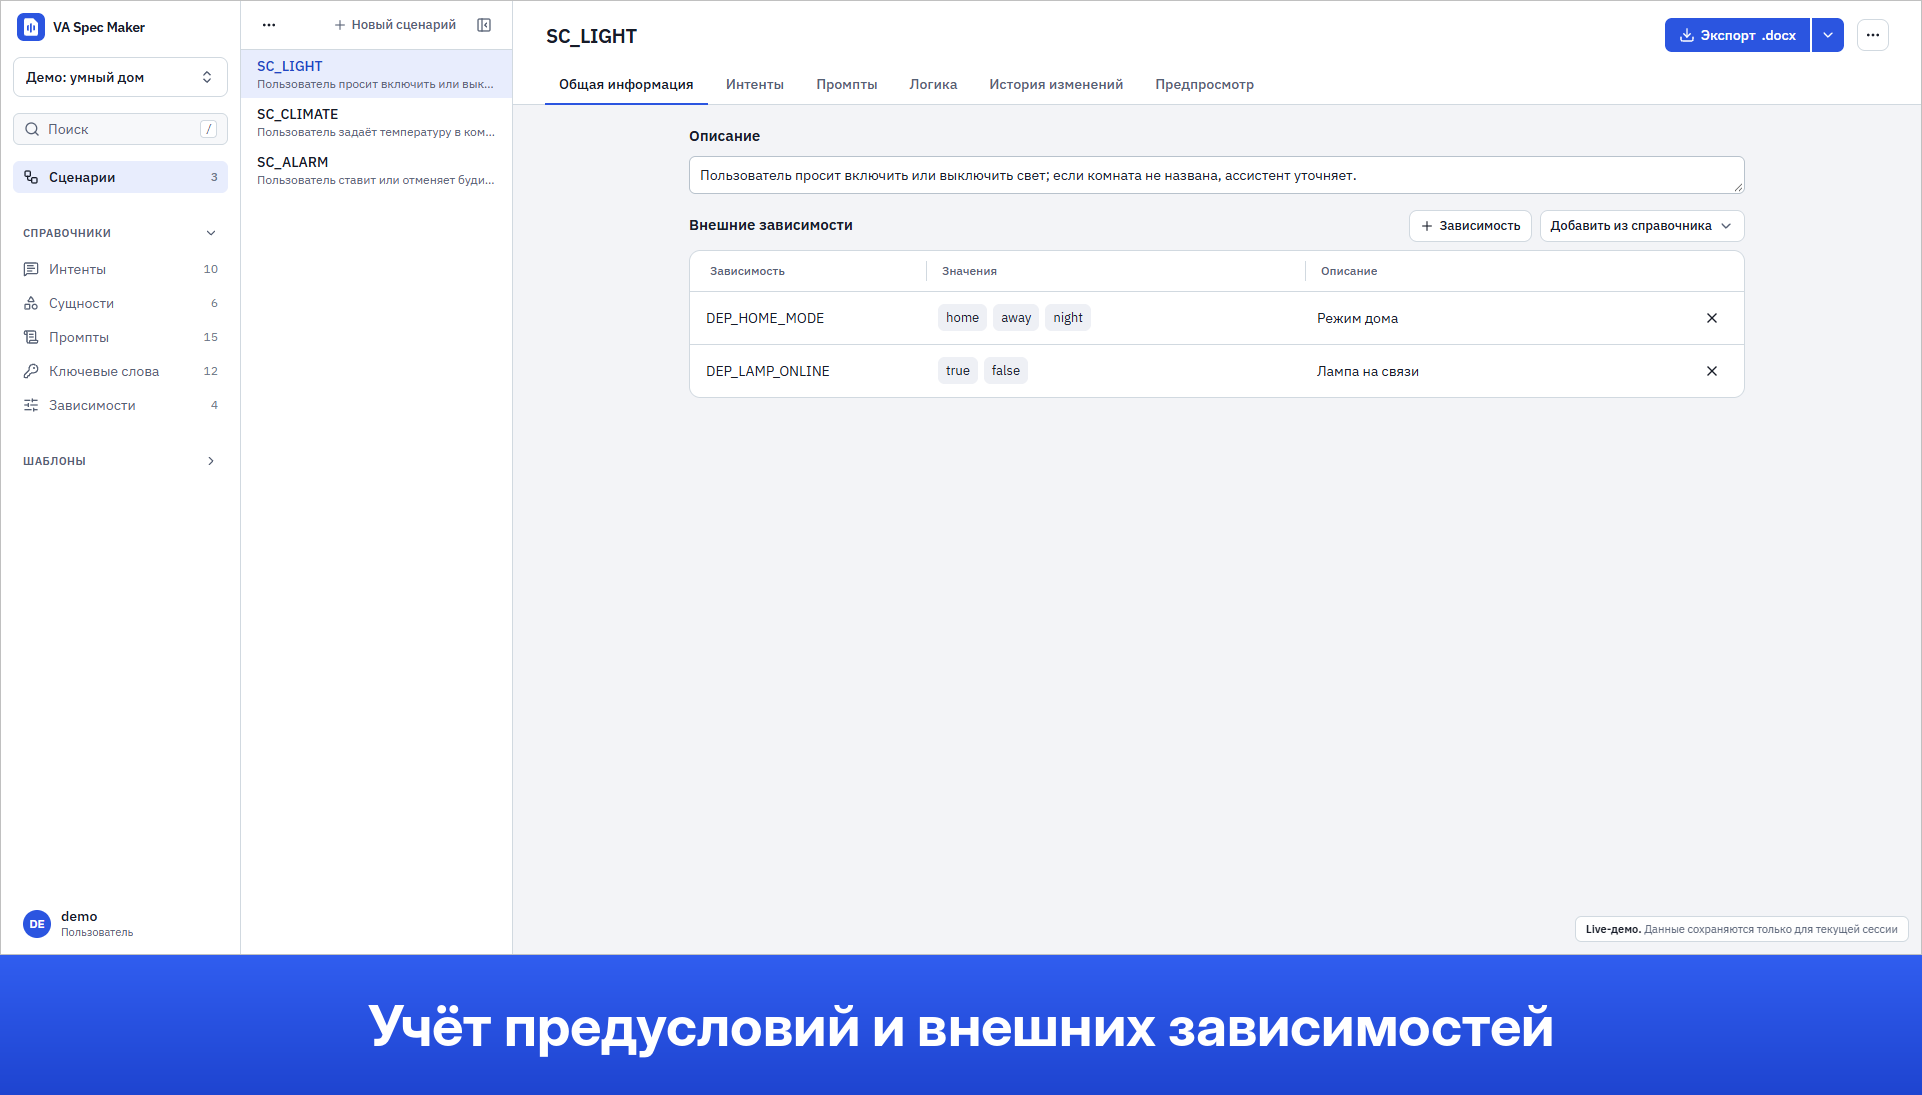 VA Spec Maker
Демо: умный дом
Поиск /
Сценарии 3
СПРАВОЧНИКИ
Интенты 10
Сущности 6
Промпты 15
Ключевые слова 12
Зависимости 4
ШАБЛОНЫ
DE
demo
Пользователь
Новый сценарий
SC_LIGHT
Пользователь просит включить или вык...
SC_CLIMATE
Пользователь задаёт температуру в ком...
SC_ALARM
Пользователь ставит или отменяет буди...
SC_LIGHT
Экспорт .docx
Общая информация Интенты Промпты Логика История изменений Предпросмотр
Описание
Пользователь просит включить или выключить свет; если комната не названа, ассистент уточняет.
Внешние зависимости
Зависимость Добавить из справочника
Зависимость Значения Описание
DEP_HOME_MODE home away night Режим дома
DEP_LAMP_ONLINE true false Лампа на связи
Live-демо. Данные сохраняются только для текущей сессии
Учёт предусловий и внешних зависимостей